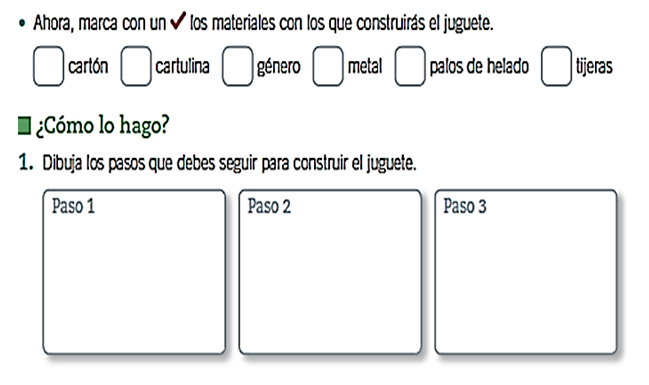 • Ahora, marca con un ✓ los materiales con los que construirás el juguete.
cartón cartulina género metal palos de helado tijeras
¿Cómo lo hago?
1. Dibuja los pasos que debes seguir para construir el juguete.
Paso 1 Paso 2 Paso 3